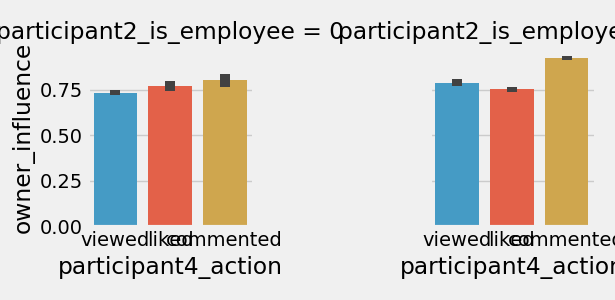 participant2_is_employee = 0
participant2_is_employe
owner_influence
0.75
0.50
0.25
0.00
viewed liked commented
viewed liked commented
participant4_action
participant4_action